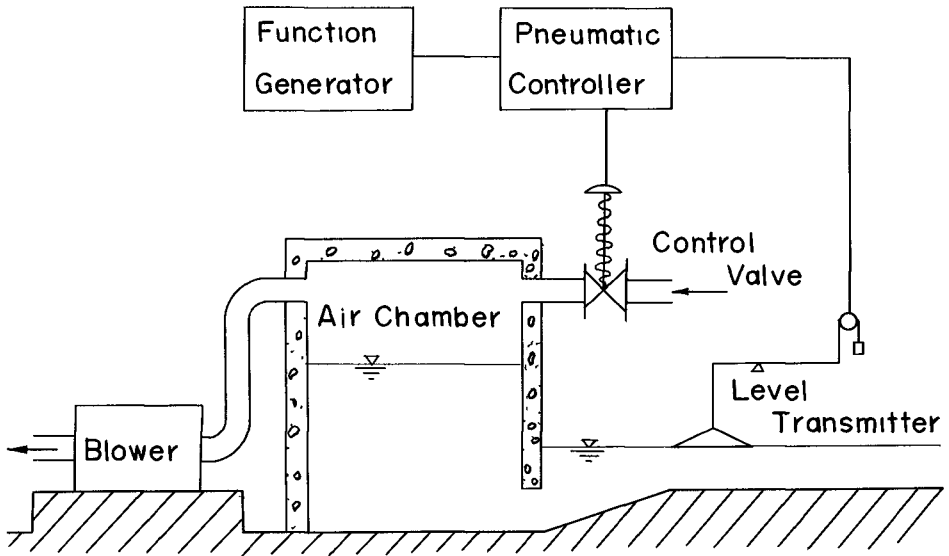 Function
Generator
Pneumatic
Controller
Control
Valve
Air Chamber
Level
Transmitter
Blower